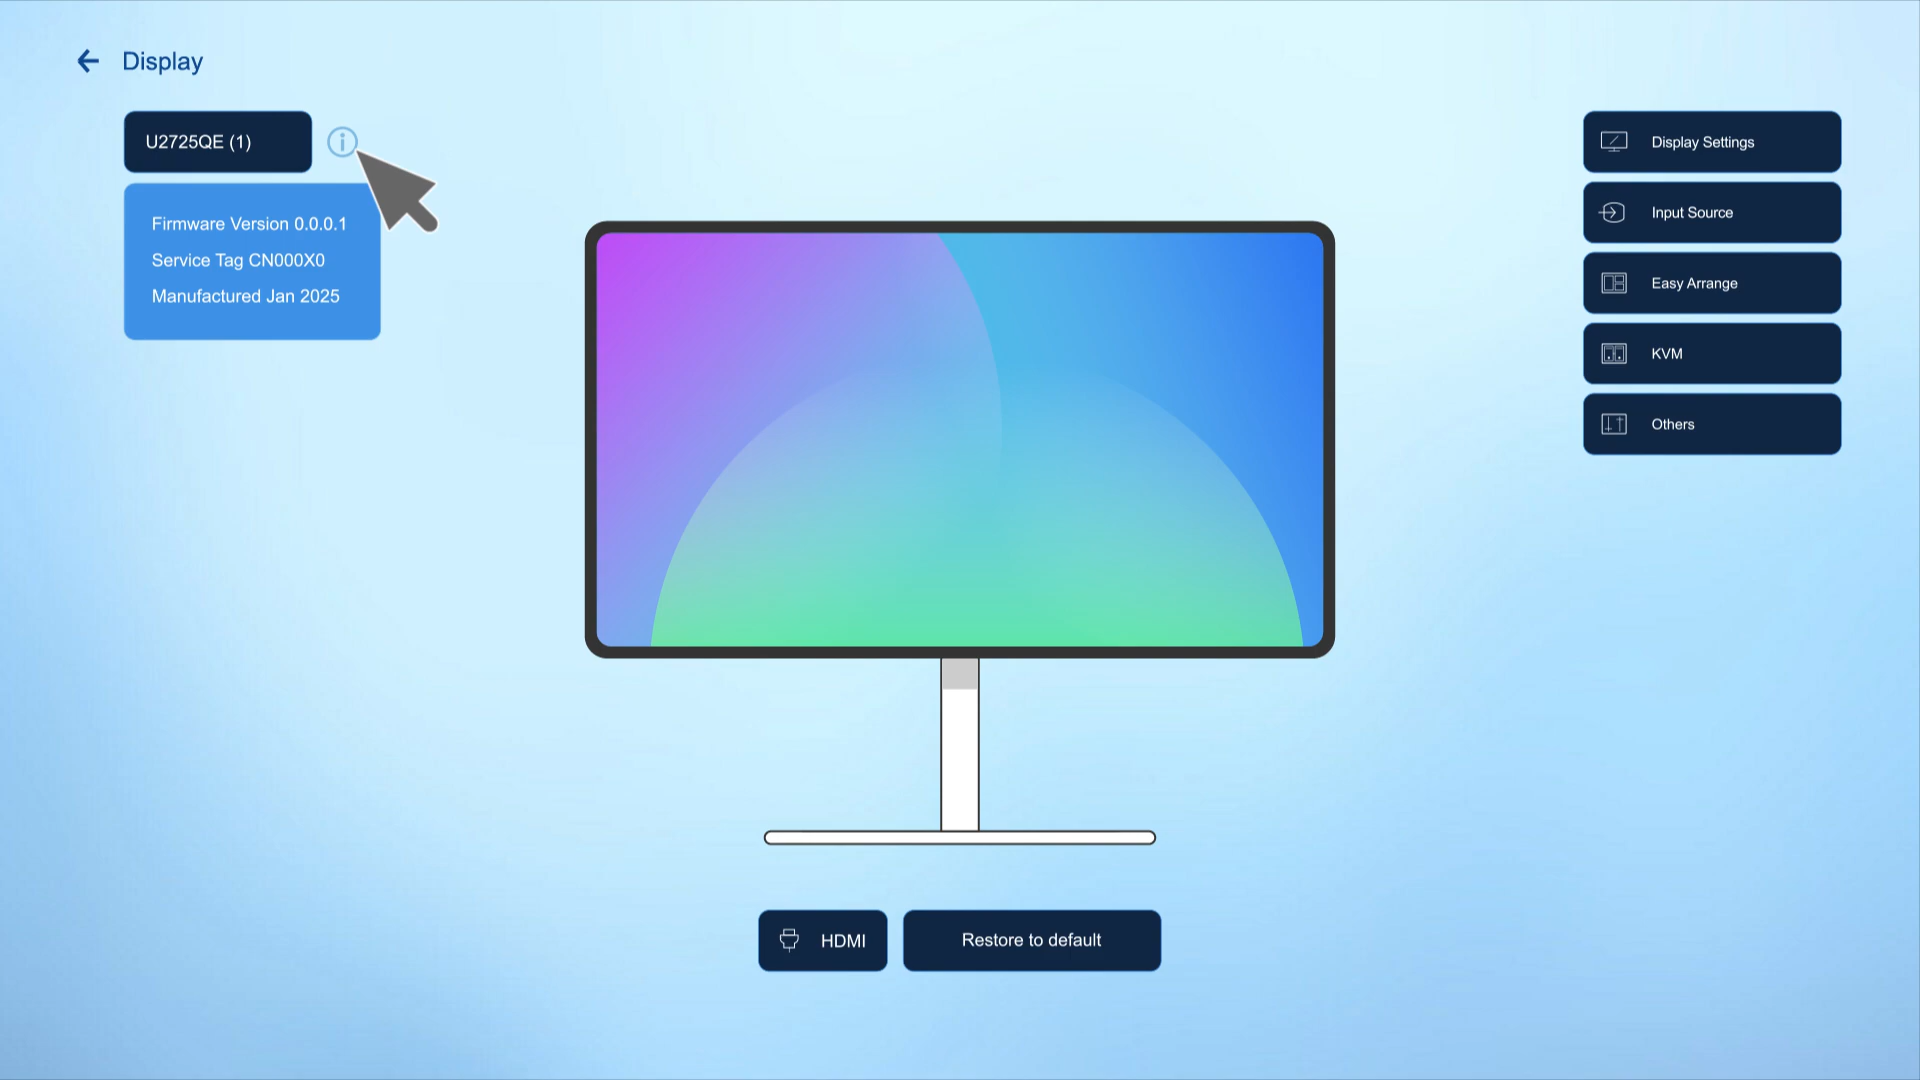 Display
U2725QE (1)
Firmware Version 0.0.0.1
Service Tag CN000X0
Manufactured Jan 2025
Display Settings
Input Source
Easy Arrange
KVM
Others
HDMI
Restore to default